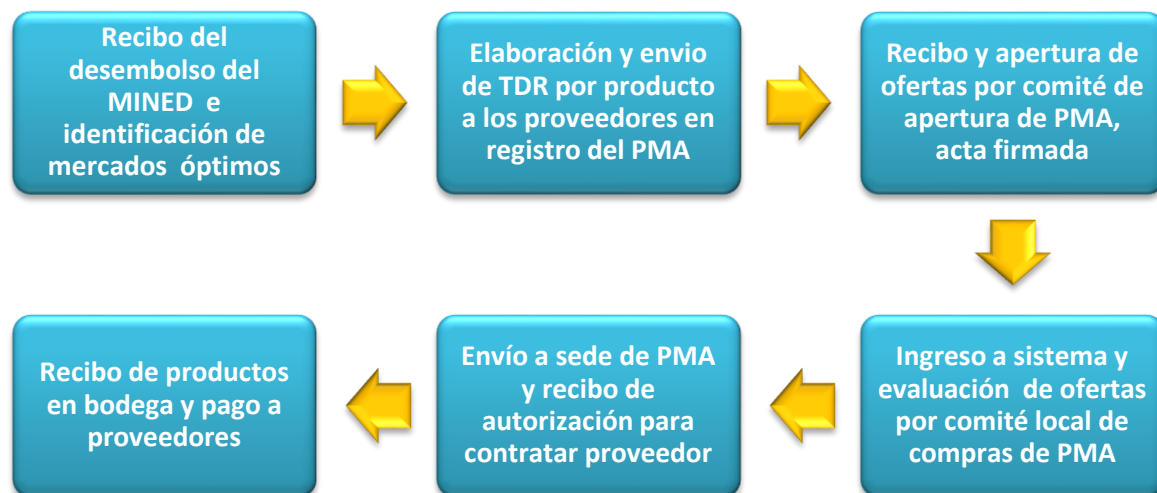 Recibo del
desembolso del
MINED e
identificación de
mercados óptimos
Elaboración y envio
de TDR por producto
a los proveedores en
registro del PMA
Recibo y apertura de
ofertas por comité de
apertura de PMA,
acta firmada
Ingreso a sistema y
evaluación de ofertas
por comité local de
compras de PMA
Envío a sede de PMA
y recibo de
autorización para
contratar proveedor
Recibo de productos
en bodega y pago a
proveedores